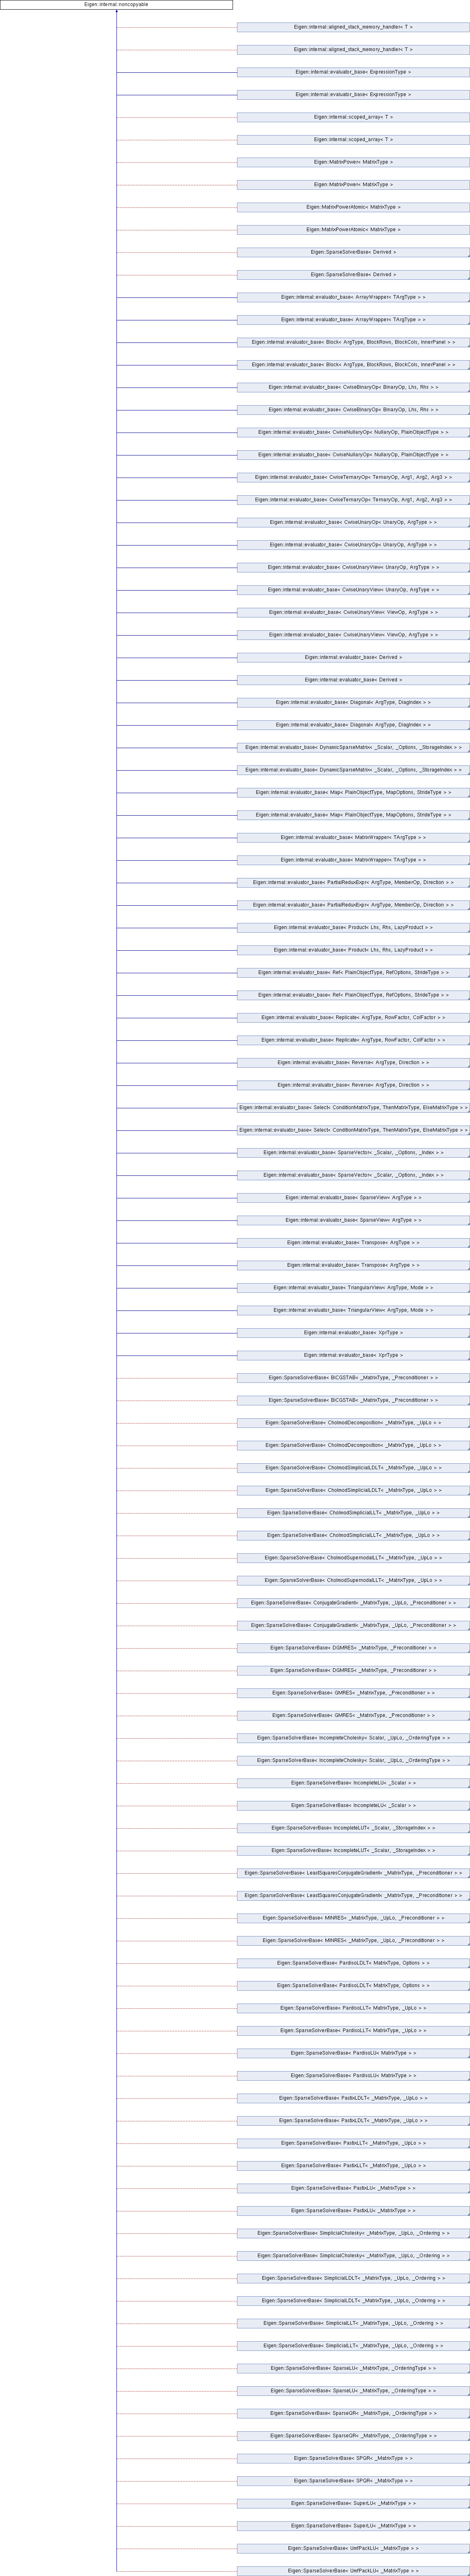 Eigen::internal::noncopyable
Eigen::internal::aligned_stack_memory_handler< T >
Eigen::internal::aligned_stack_memory_handler< T >
Eigen::internal::evaluator_base< ExpressionType >
Eigen::internal::evaluator_base< ExpressionType >
Eigen::internal::scoped_array< T >
Eigen::internal::scoped_array< T >
Eigen::MatrixPower< MatrixType >
Eigen::MatrixPower< MatrixType >
Eigen::MatrixPowerAtomic< MatrixType >
Eigen::MatrixPowerAtomic< MatrixType >
Eigen::SparseSolverBase< Derived >
Eigen::SparseSolverBase< Derived >
Eigen::internal::evaluator_base< ArrayWrapper< TArgType > >
Eigen::internal::evaluator_base< ArrayWrapper< TArgType > >
Eigen::internal::evaluator_base< Block< ArgType, BlockRows, BlockCols, InnerPanel > >
Eigen::internal::evaluator_base< Block< ArgType, BlockRows, BlockCols, InnerPanel > >
Eigen::internal::evaluator_base< CwiseBinaryOp< BinaryOp, Lhs, Rhs > >
Eigen::internal::evaluator_base< CwiseBinaryOp< BinaryOp, Lhs, Rhs > >
Eigen::internal::evaluator_base< CwiseNullaryOp< NullaryOp, PlainObjectType > >
Eigen::internal::evaluator_base< CwiseNullaryOp< NullaryOp, PlainObjectType > >
Eigen::internal::evaluator_base< CwiseTernaryOp< TernaryOp, Arg1, Arg2, Arg3 > >
Eigen::internal::evaluator_base< CwiseTernaryOp< TernaryOp, Arg1, Arg2, Arg3 > >
Eigen::internal::evaluator_base< CwiseUnaryOp< UnaryOp, ArgType > >
Eigen::internal::evaluator_base< CwiseUnaryOp< UnaryOp, ArgType > >
Eigen::internal::evaluator_base< CwiseUnaryView< UnaryOp, ArgType > >
Eigen::internal::evaluator_base< CwiseUnaryView< UnaryOp, ArgType > >
Eigen::internal::evaluator_base< CwiseUnaryView< ViewOp, ArgType > >
Eigen::internal::evaluator_base< CwiseUnaryView< ViewOp, ArgType > >
Eigen::internal::evaluator_base< Derived >
Eigen::internal::evaluator_base< Derived >
Eigen::internal::evaluator_base< Diagonal< ArgType, DiagIndex > >
Eigen::internal::evaluator_base< Diagonal< ArgType, DiagIndex > >
Eigen::internal::evaluator_base< DynamicSparseMatrix< _Scalar, _Options, _StorageIndex > >
Eigen::internal::evaluator_base< DynamicSparseMatrix< _Scalar, _Options, _StorageIndex > >
Eigen::internal::evaluator_base< Map< PlainObjectType, MapOptions, StrideType > >
Eigen::internal::evaluator_base< Map< PlainObjectType, MapOptions, StrideType > >
Eigen::internal::evaluator_base< MatrixWrapper< TArgType > >
Eigen::internal::evaluator_base< MatrixWrapper< TArgType > >
Eigen::internal::evaluator_base< PartialReduxExpr< ArgType, MemberOp, Direction > >
Eigen::internal::evaluator_base< PartialReduxExpr< ArgType, MemberOp, Direction > >
Eigen::internal::evaluator_base< Product< Lhs, Rhs, LazyProduct > >
Eigen::internal::evaluator_base< Product< Lhs, Rhs, LazyProduct > >
Eigen::internal::evaluator_base< Ref< PlainObjectType, RefOptions, StrideType > >
Eigen::internal::evaluator_base< Ref< PlainObjectType, RefOptions, StrideType > >
Eigen::internal::evaluator_base< Replicate< ArgType, RowFactor, ColFactor > >
Eigen::internal::evaluator_base< Replicate< ArgType, RowFactor, ColFactor > >
Eigen::internal::evaluator_base< Reverse< ArgType, Direction > >
Eigen::internal::evaluator_base< Reverse< ArgType, Direction > >
Eigen::internal::evaluator_base< Select< ConditionMatrixType, ThenMatrixType, ElseMatrixType > >
Eigen::internal::evaluator_base< Select< ConditionMatrixType, ThenMatrixType, ElseMatrixType > >
Eigen::internal::evaluator_base< SparseVector< _Scalar, _Options, _Index > >
Eigen::internal::evaluator_base< SparseVector< _Scalar, _Options, _Index > >
Eigen::internal::evaluator_base< SparseView< ArgType > >
Eigen::internal::evaluator_base< SparseView< ArgType > >
Eigen::internal::evaluator_base< Transpose< ArgType > >
Eigen::internal::evaluator_base< Transpose< ArgType > >
Eigen::internal::evaluator_base< TriangularView< ArgType, Mode > >
Eigen::internal::evaluator_base< TriangularView< ArgType, Mode > >
Eigen::internal::evaluator_base< XprType >
Eigen::internal::evaluator_base< XprType >
Eigen::SparseSolverBase< BiCGSTAB< _MatrixType, _Preconditioner > >
Eigen::SparseSolverBase< BiCGSTAB< _MatrixType, _Preconditioner > >
Eigen::SparseSolverBase< CholmodDecomposition< _MatrixType, _UpLo > >
Eigen::SparseSolverBase< CholmodDecomposition< _MatrixType, _UpLo > >
Eigen::SparseSolverBase< CholmodSimplicialLDLT< _MatrixType, _UpLo > >
Eigen::SparseSolverBase< CholmodSimplicialLDLT< _MatrixType, _UpLo > >
Eigen::SparseSolverBase< CholmodSimplicialLLT< _MatrixType, _UpLo > >
Eigen::SparseSolverBase< CholmodSimplicialLLT< _MatrixType, _UpLo > >
Eigen::SparseSolverBase< CholmodSupernodalLLT< _MatrixType, _UpLo > >
Eigen::SparseSolverBase< CholmodSupernodalLLT< _MatrixType, _UpLo > >
Eigen::SparseSolverBase< ConjugateGradient< _MatrixType, _UpLo, _Preconditioner > >
Eigen::SparseSolverBase< ConjugateGradient< _MatrixType, _UpLo, _Preconditioner > >
Eigen::SparseSolverBase< DGMRES< _MatrixType, _Preconditioner > >
Eigen::SparseSolverBase< DGMRES< _MatrixType, _Preconditioner > >
Eigen::SparseSolverBase< GMRES< _MatrixType, _Preconditioner > >
Eigen::SparseSolverBase< GMRES< _MatrixType, _Preconditioner > >
Eigen::SparseSolverBase< IncompleteCholesky< Scalar, _UpLo, _OrderingType > >
Eigen::SparseSolverBase< IncompleteCholesky< Scalar, _UpLo, _OrderingType > >
Eigen::SparseSolverBase< IncompleteLU< _Scalar > >
Eigen::SparseSolverBase< IncompleteLU< _Scalar > >
Eigen::SparseSolverBase< IncompleteLUT< _Scalar, _StorageIndex > >
Eigen::SparseSolverBase< IncompleteLUT< _Scalar, _StorageIndex > >
Eigen::SparseSolverBase< LeastSquaresConjugateGradient< _MatrixType, _Preconditioner > >
Eigen::SparseSolverBase< LeastSquaresConjugateGradient< _MatrixType, _Preconditioner > >
Eigen::SparseSolverBase< MINRES< _MatrixType, _UpLo, _Preconditioner > >
Eigen::SparseSolverBase< MINRES< _MatrixType, _UpLo, _Preconditioner > >
Eigen::SparseSolverBase< PardisoLDLT< MatrixType, Options > >
Eigen::SparseSolverBase< PardisoLDLT< MatrixType, Options > >
Eigen::SparseSolverBase< PardisoLLT< MatrixType, _UpLo > >
Eigen::SparseSolverBase< PardisoLLT< MatrixType, _UpLo > >
Eigen::SparseSolverBase< PardisoLU< MatrixType > >
Eigen::SparseSolverBase< PardisoLU< MatrixType > >
Eigen::SparseSolverBase< PastixLDLT< _MatrixType, _UpLo > >
Eigen::SparseSolverBase< PastixLDLT< _MatrixType, _UpLo > >
Eigen::SparseSolverBase< PastixLLT< _MatrixType, _UpLo > >
Eigen::SparseSolverBase< PastixLLT< _MatrixType, _UpLo > >
Eigen::SparseSolverBase< PastixLU< _MatrixType > >
Eigen::SparseSolverBase< PastixLU< _MatrixType > >
Eigen::SparseSolverBase< SimplicialCholesky< _MatrixType, _UpLo, _Ordering > >
Eigen::SparseSolverBase< SimplicialCholesky< _MatrixType, _UpLo, _Ordering > >
Eigen::SparseSolverBase< SimplicialLDLT< _MatrixType, _UpLo, _Ordering > >
Eigen::SparseSolverBase< SimplicialLDLT< _MatrixType, _UpLo, _Ordering > >
Eigen::SparseSolverBase< SimplicialLLT< _MatrixType, _UpLo, _Ordering > >
Eigen::SparseSolverBase< SimplicialLLT< _MatrixType, _UpLo, _Ordering > >
Eigen::SparseSolverBase< SparseLU< _MatrixType, _OrderingType > >
Eigen::SparseSolverBase< SparseLU< _MatrixType, _OrderingType > >
Eigen::SparseSolverBase< SparseQR< _MatrixType, _OrderingType > >
Eigen::SparseSolverBase< SparseQR< _MatrixType, _OrderingType > >
Eigen::SparseSolverBase< SPQR< _MatrixType > >
Eigen::SparseSolverBase< SPQR< _MatrixType > >
Eigen::SparseSolverBase< SuperLU< _MatrixType > >
Eigen::SparseSolverBase< SuperLU< _MatrixType > >
Eigen::SparseSolverBase< UmfPackLU< _MatrixType > >
Eigen::SparseSolverBase< UmfPackLU< _MatrixType > >